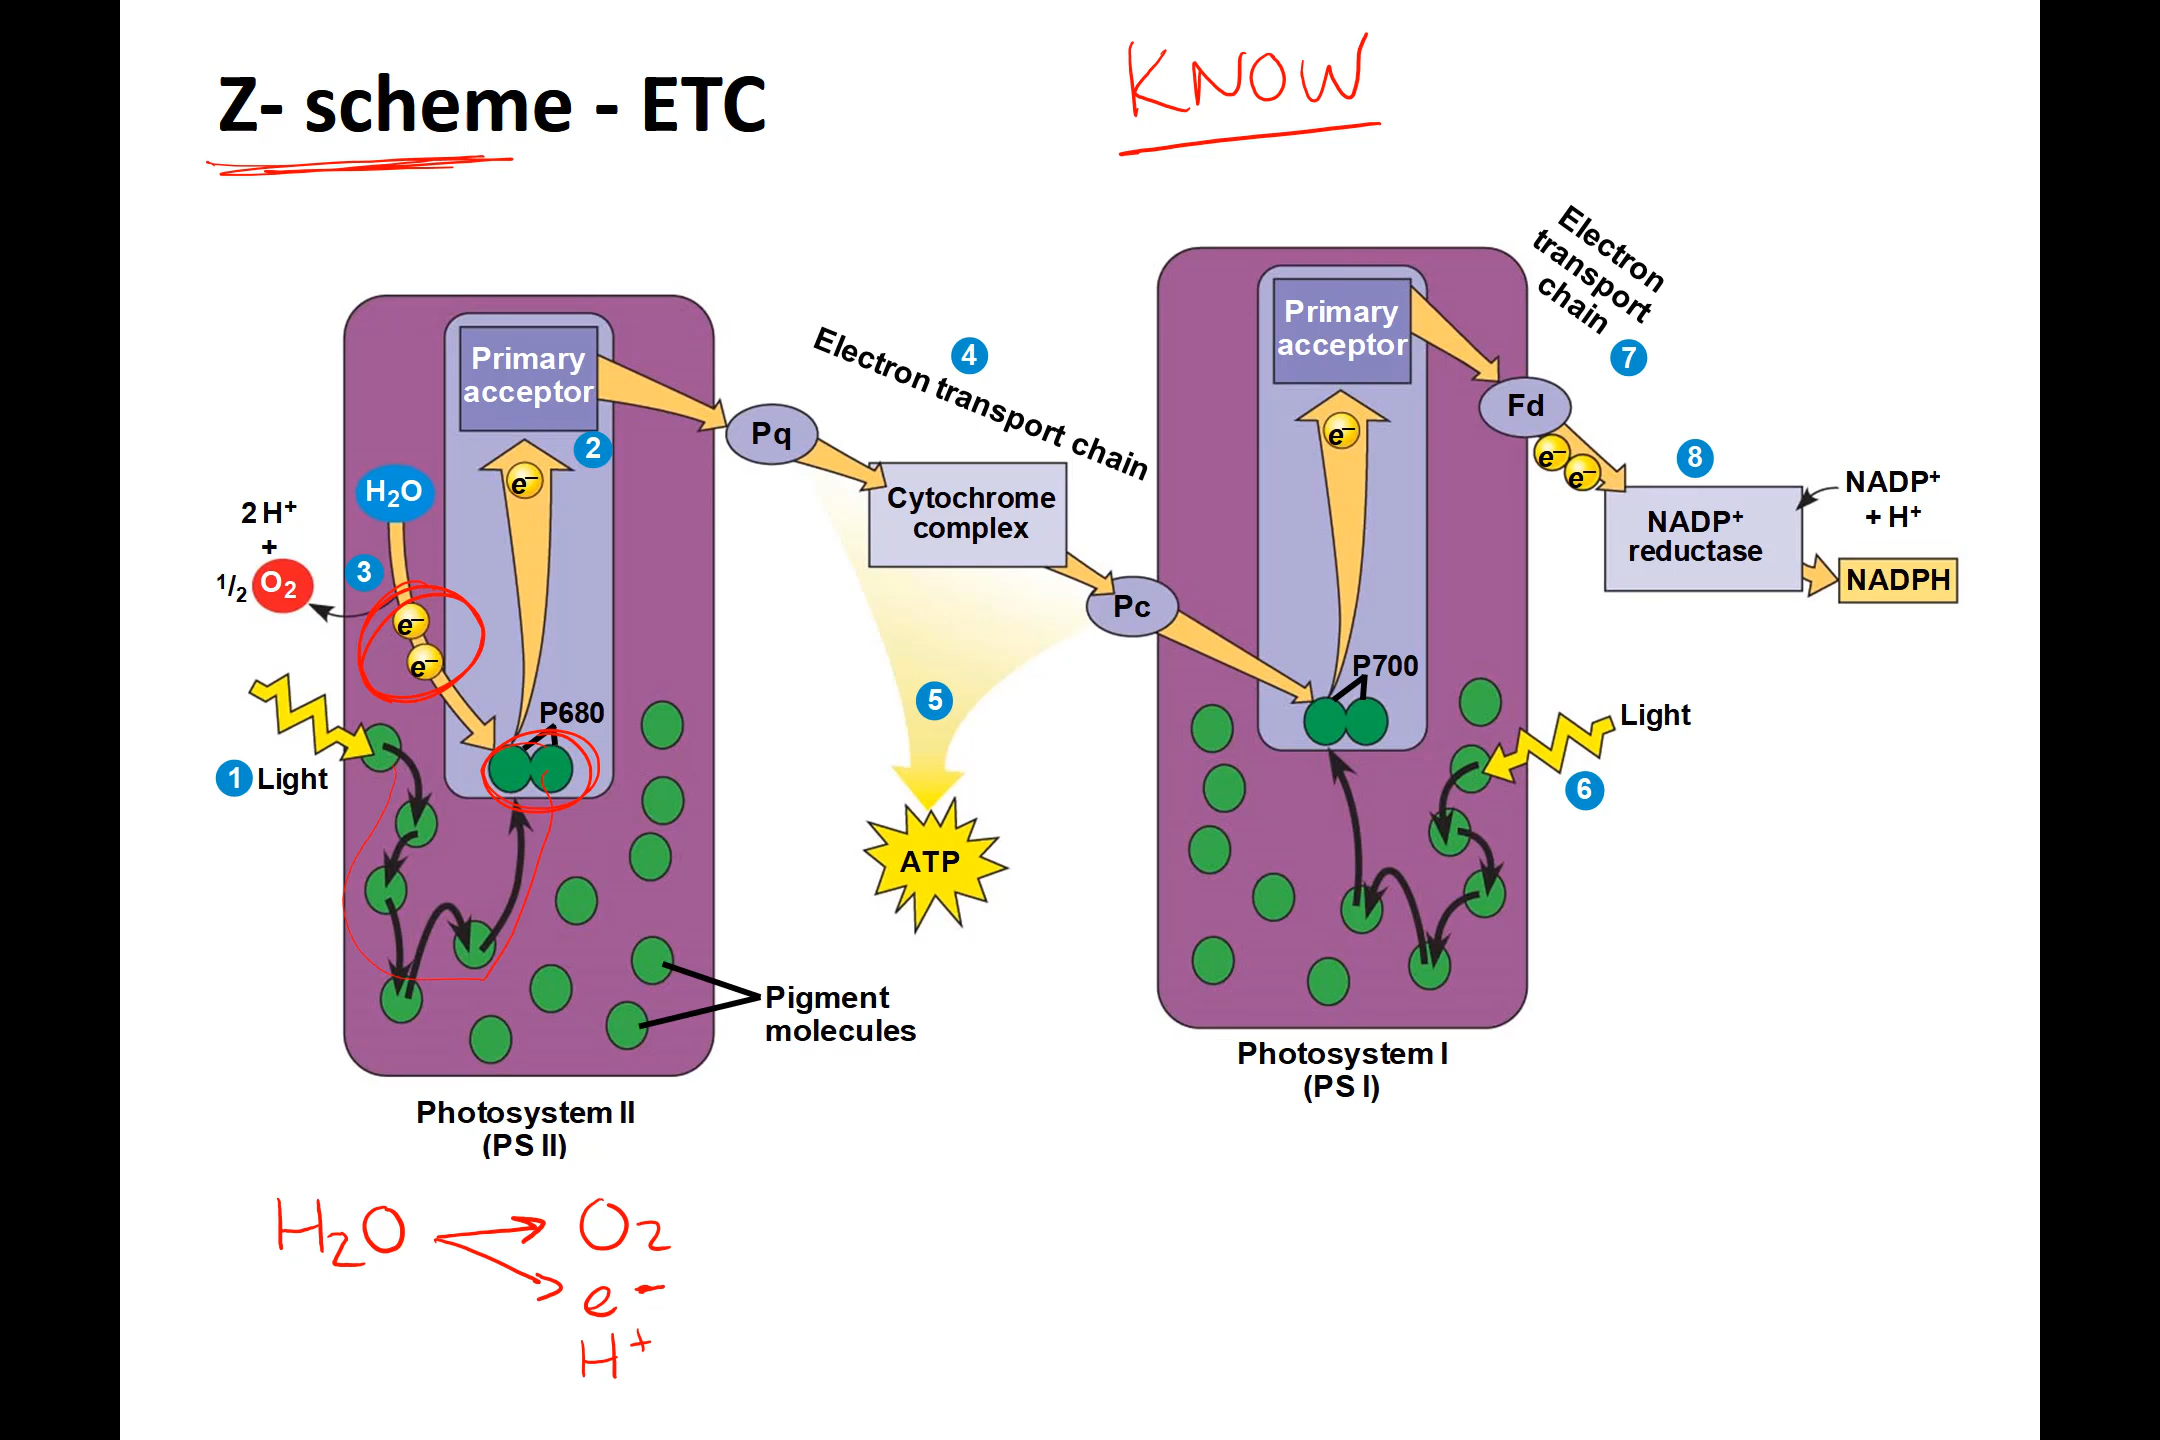 Z- scheme - ETC
KNOW
Electron
transport
chain
7
Primary
acceptor
2
e–
H2O
2 H+
+
1/2 O2
3
e–
e–
1 Light
P680
Pq
4
Electron transport chain
Cytochrome
complex
Pc
5
ATP
Pigment
molecules
Photosystem II
(PS II)
Primary
acceptor
e–
P700
Light
6
Fd
e–
e–
8
NADP+
reductase
NADP+
+ H+
NADPH
Photosystem I
(PS I)
H2O → O2
e–
H+